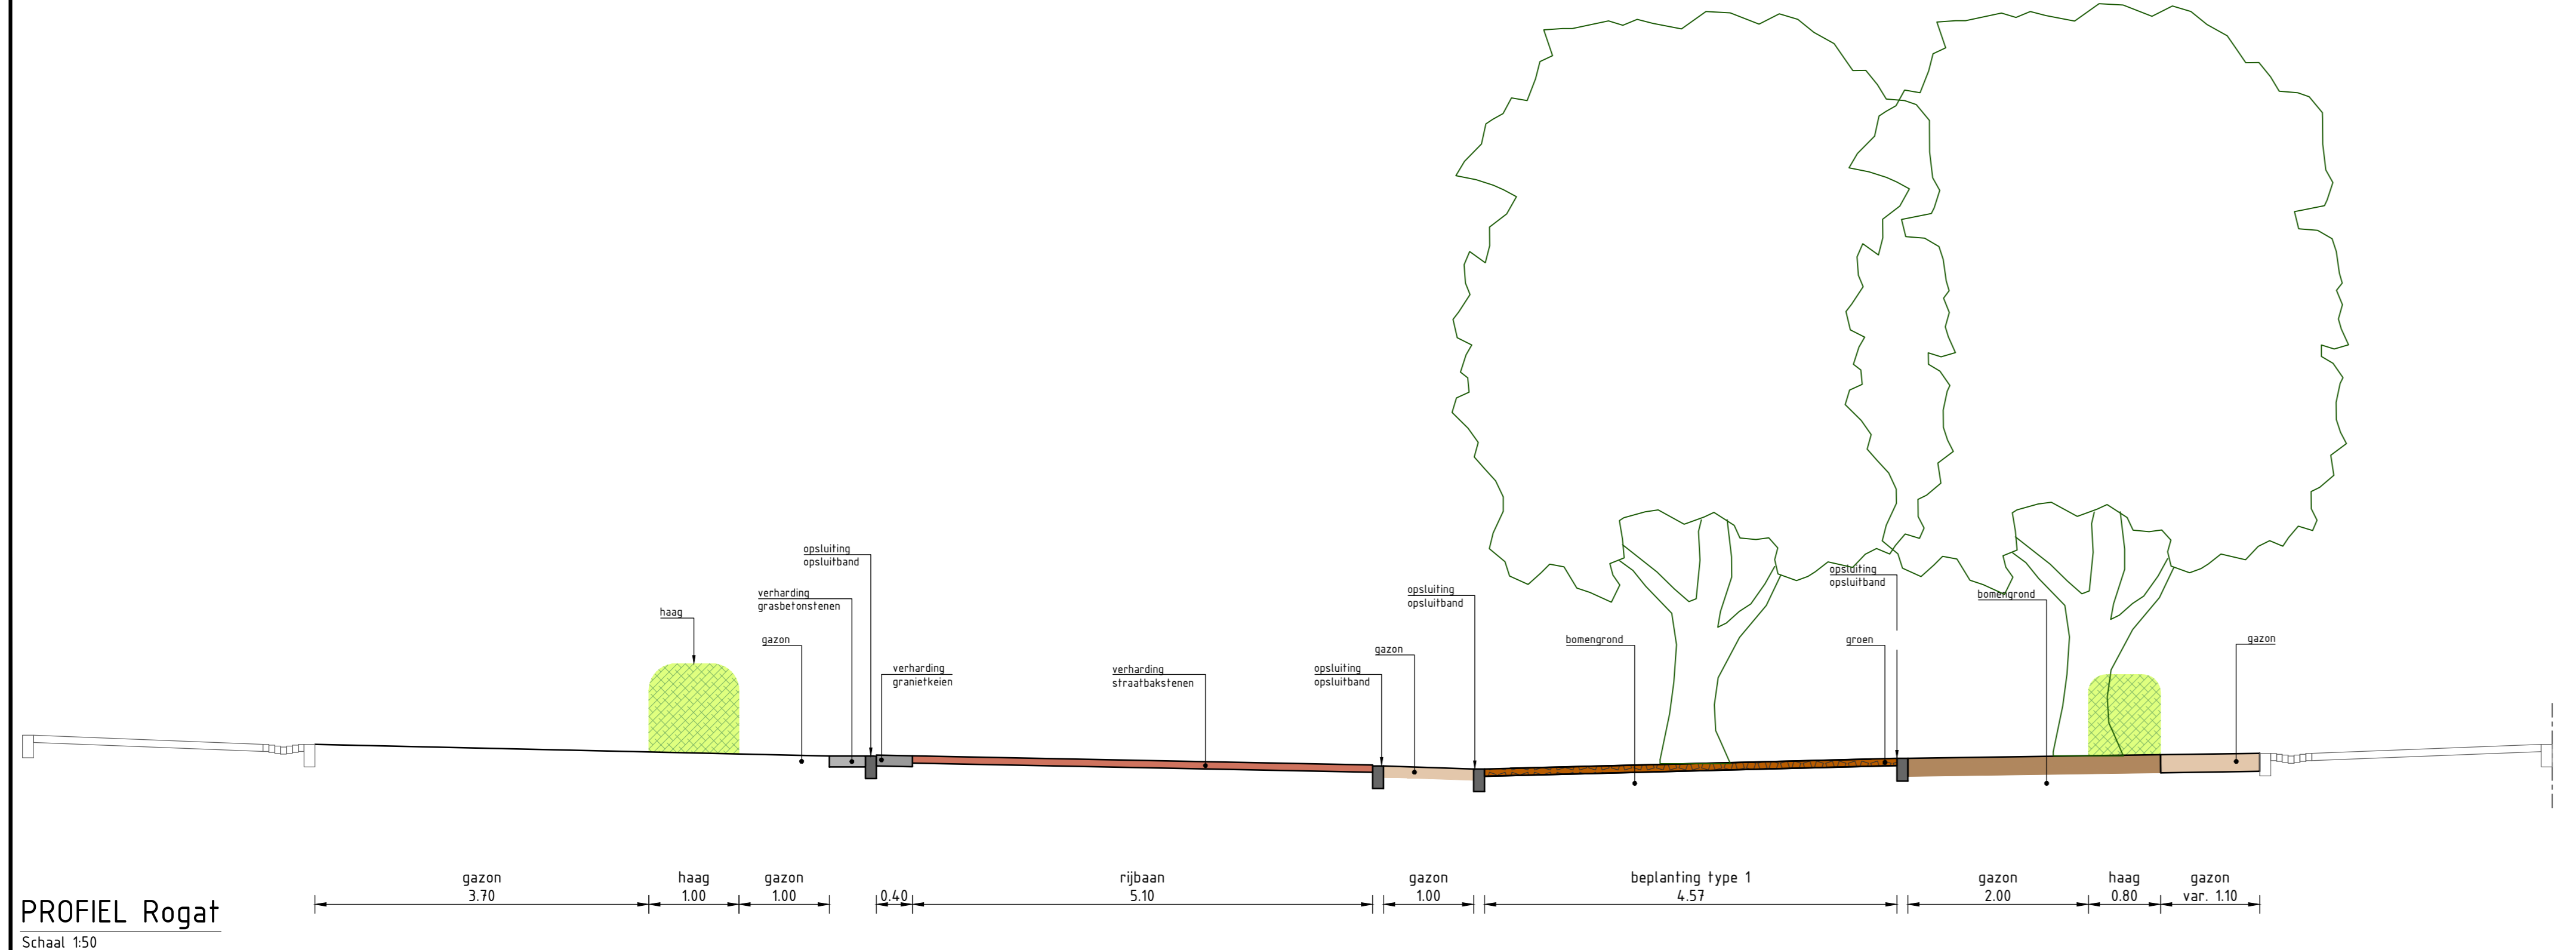 opsluiting
opsluitband
verharding
grasbetonstenen
haag
gazon
verharding
granietkeien
verharding
straatbakstenen
opsluiting
opsluitband
gazon
opsluiting
opsluitband
bomengrond
opsluiting
opsluitband
groen
bomengrond
gazon
gazon
3.70
haag
1.00
gazon
1.00
0.40
rijbaan
5.10
gazon
1.00
beplanting type 1
4.57
gazon
2.00
haag
0.80
gazon
var. 1.10
PROFIEL Rogat
Schaal 1:50